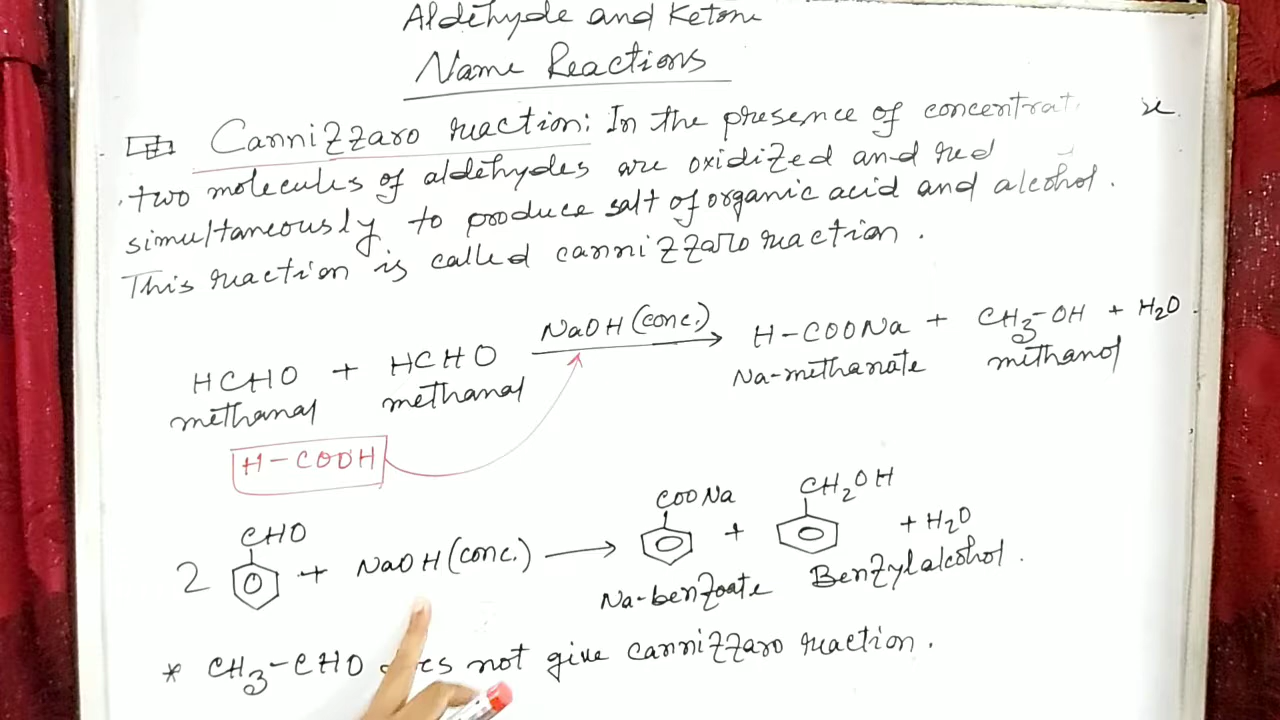 Aldehyde and Ketone
Name Reactions
Cannizzaro reaction: In the presence of concentrat
two molecules of aldehydes are oxidized and red
simultaneously to produce salt of organic acid and alcohol.
This reaction is called cannizzaro reaction.
HCHO + HCHO NaOH (conc.) → H-COONa + CH3-OH + H2O
methanal methanal Na-methanate methanol
H-COOH
CHO COONa CH2OH
2 + NaOH (conc.) → + + H2O
Na-benzoate Benzylalcohol.
* CH3-CHO does not give cannizzaro reaction.